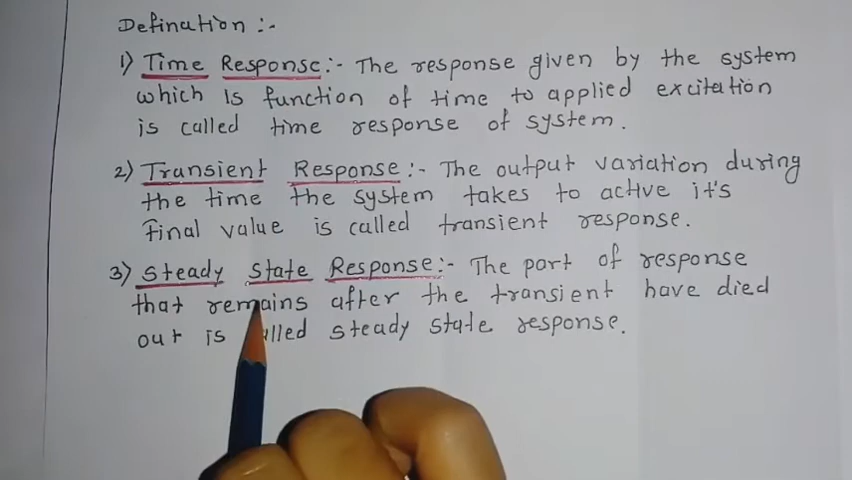 Defination :-
1) Time Response:- The response given by the system
which is function of time to applied excitation
is called time response of system.
2) Transient Response :- The output variation during
the time the system takes to active it's
final value is called transient response.
3) Steady State Response:- The part of response
that remains after the transient have died
out is called steady state response.